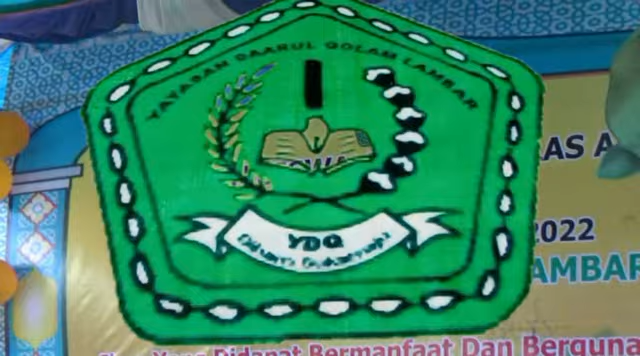 YAYASAN DAARUL QOLAM LAMBAR
AS A
YDQ
2022
AMBAR
Yang Didapat Bermanfaat Dan Berguna